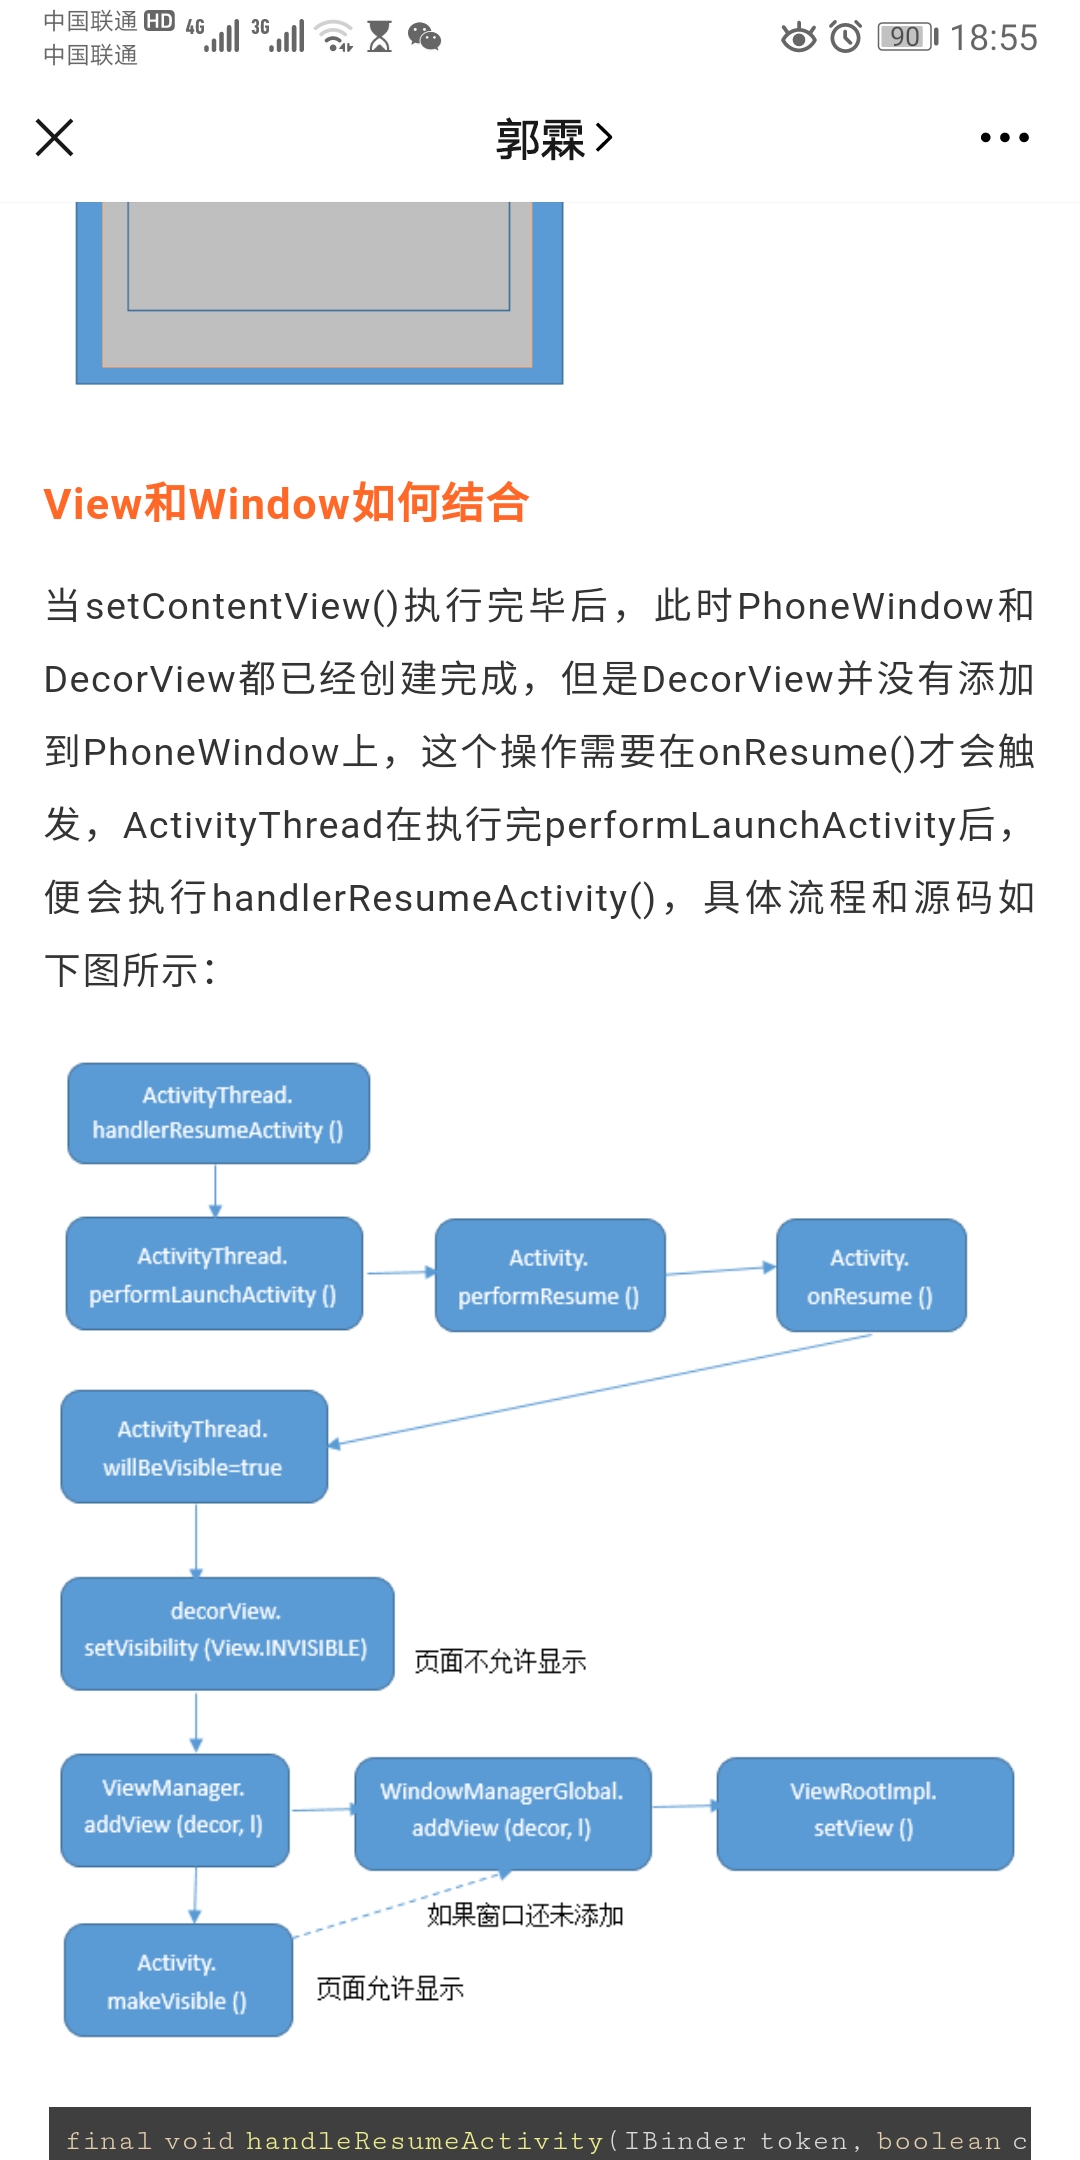 中国联通 HD 4G 3G 90 18:55
中国联通
郭霖
View和Window如何结合
当setContentView()执行完毕后，此时PhoneWindow和
DecorView都已经创建完成，但是DecorView并没有添加
到PhoneWindow上，这个操作需要在onResume()才会触
发，ActivityThread在执行完performLaunchActivity后，
便会执行handlerResumeActivity()，具体流程和源码如
下图所示：
ActivityThread.
handlerResumeActivity ()
ActivityThread.
performLaunchActivity ()
Activity.
performResume ()
Activity.
onResume ()
ActivityThread.
willBeVisible=true
decorView.
setVisibility (View.INVISIBLE)
页面不允许显示
ViewManager.
addView (decor, l)
WindowManagerGlobal.
addView (decor, l)
ViewRootImpl.
setView ()
如果窗口还未添加
Activity.
makeVisible ()
页面允许显示
final void handleResumeActivity(IBinder token, boolean c